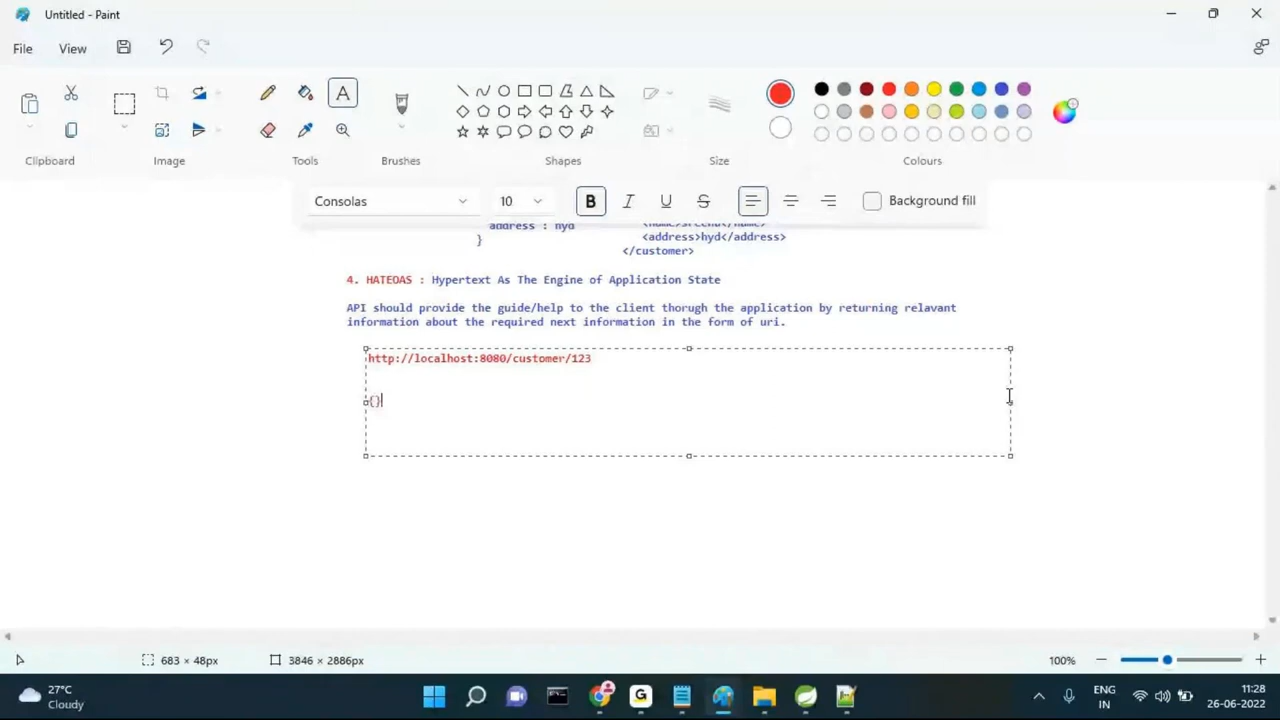 Untitled - Paint
File View
Clipboard
Image
Tools
Brushes
Shapes
Size
Colours
Consolas 10 B I U S Background fill
address : hyd <address>hyd</address>
} </customer>
4. HATEOAS : Hypertext As The Engine of Application State
API should provide the guide/help to the client thorugh the application by returning relavant
information about the required next information in the form of uri.
http://localhost:8080/customer/123
{}
683 × 48px 3846 × 2886px 100%
27°C
Cloudy
ENG
IN
11:28
26-06-2022